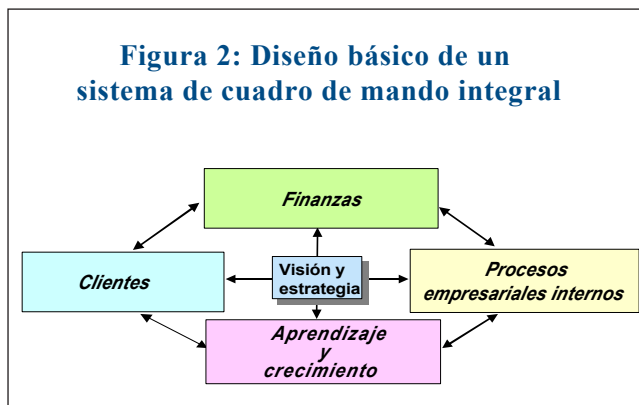 Figura 2: Diseño básico de un
sistema de cuadro de mando integral
Finanzas
Clientes
Visión y
estrategia
Procesos
empresariales internos
Aprendizaje
y
crecimiento